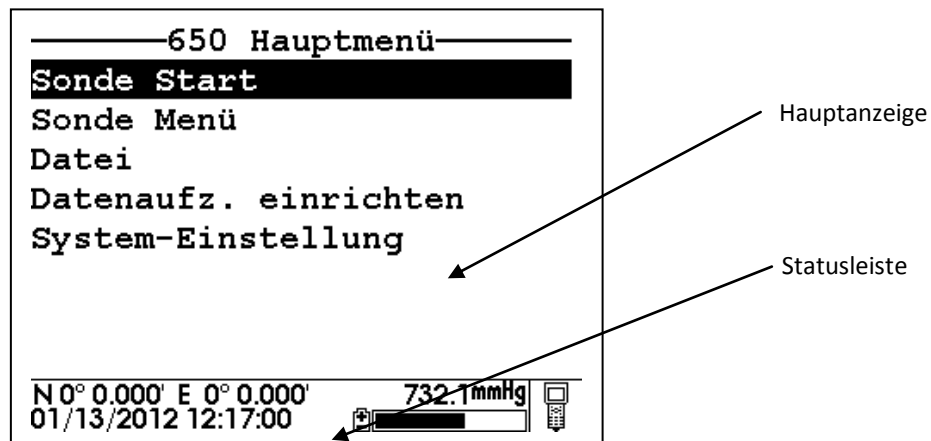 650 Hauptmenü
Sonde Start
Sonde Menü
Datei
Datenaufz. einrichten
System-Einstellung
Hauptanzeige
Statusleiste
N 0° 0.000' E 0° 0.000' 732.1mmHg
01/13/2012 12:17:00